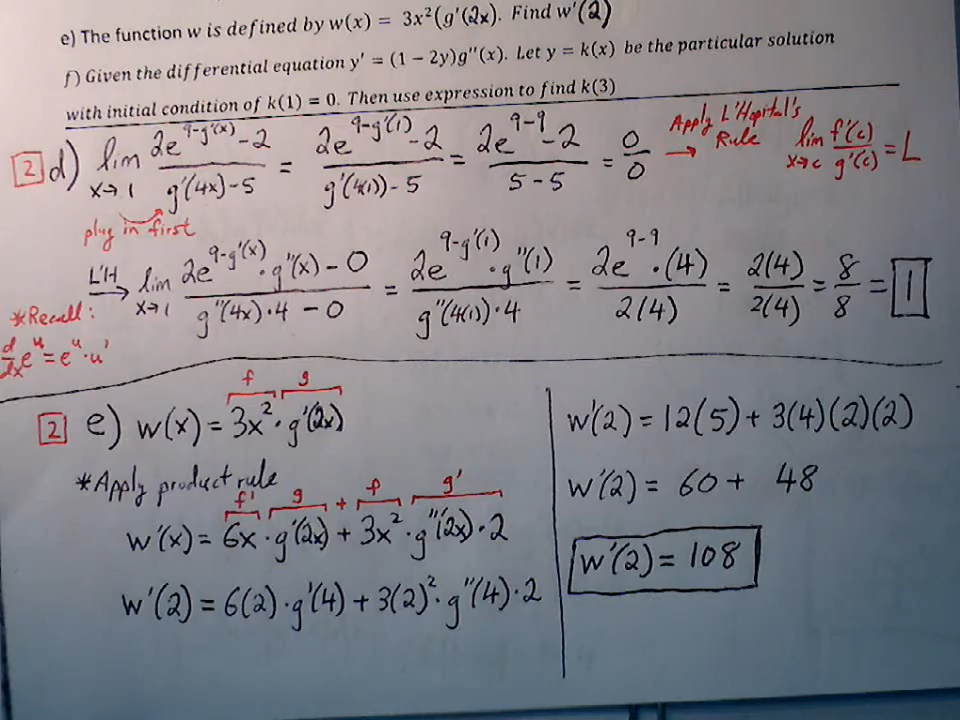 e) The function w is defined by w(x) = 3x²(g'(2x). Find w'(2)
f) Given the differential equation y' = (1 − 2y)g''(x). Let y = k(x) be the particular solution
with initial condition of k(1) = 0. Then use expression to find k(3)
2 d) lim x→1 (2e^(9-g'(x)) - 2)/(g'(4x)-5) = (2e^(9-g'(1)) - 2)/(g'(4(1))-5) = (2e^(9-9) - 2)/(5-5) = 0/0 → Apply L'Hopital's Rule lim x→c f'(c)/g'(c) = L
plug in first
L'H → lim x→1 (2e^(9-g'(x)) · g''(x) - 0)/(g''(4x)·4 - 0) = (2e^(9-g'(1)) · g''(1))/(g''(4(1))·4) = (2e^(9-9) · (4))/(2(4)) = 2(4)/2(4) = 8/8 = 1
*Recall:
d/dx e^u = e^u · u'
f g
2 e) w(x) = 3x² · g'(2x)
*Apply product rule
f' g + f g'
w'(x) = 6x · g'(2x) + 3x² · g''(2x) · 2
w'(2) = 6(2) · g'(4) + 3(2)² · g''(4) · 2
w'(2) = 12(5) + 3(4)(2)(2)
w'(2) = 60 + 48
w'(2) = 108